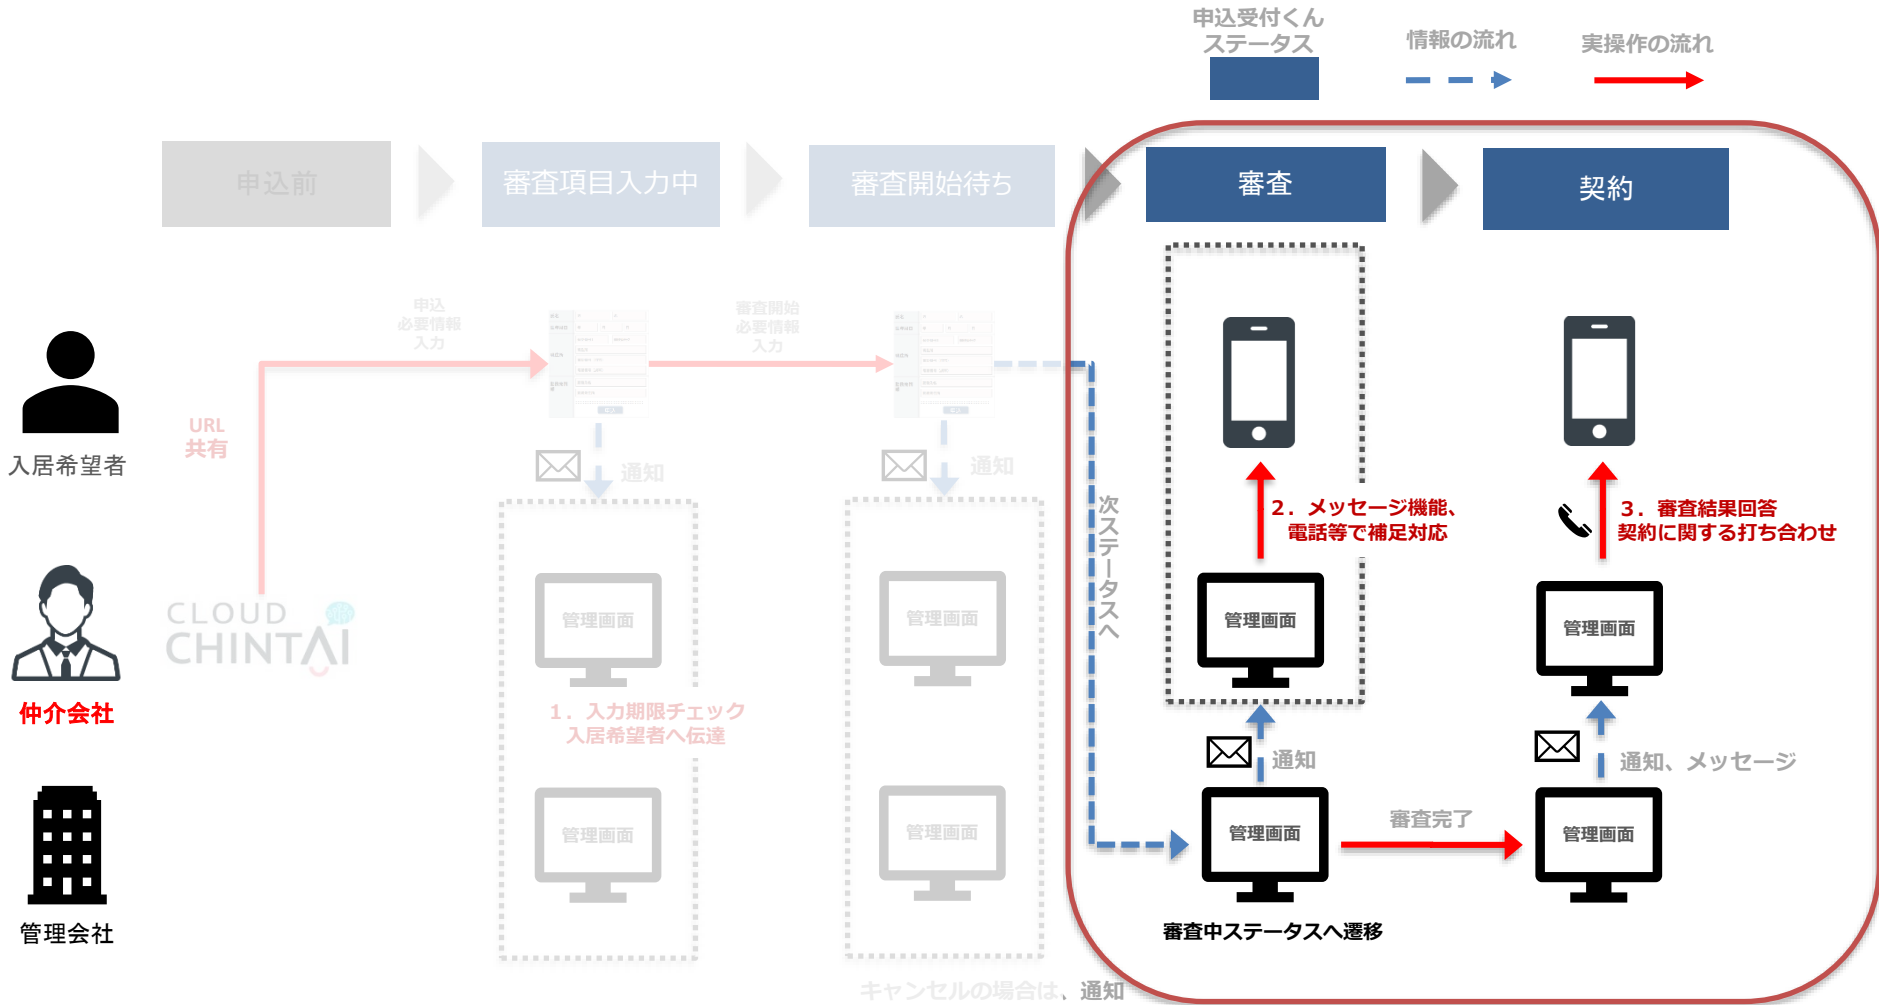 申込受付くん
ステータス
情報の流れ
実操作の流れ
申込前
審査項目入力中
審査開始待ち
審査
契約
申込
必要情報
入力
審査開始
必要情報
入力
URL
共有
入居希望者
通知
通知
次ステータスへ
2．メッセージ機能、
電話等で補足対応
3．審査結果回答
契約に関する打ち合わせ
CLOUD
CHINTAI
管理画面
管理画面
管理画面
管理画面
仲介会社
1．入力期限チェック
入居希望者へ伝達
通知
通知、メッセージ
管理画面
管理画面
管理画面
審査完了
管理画面
管理会社
審査中ステータスへ遷移
キャンセルの場合は、通知